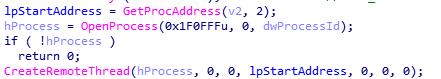 lpStartAddress = GetProcAddress(v2, 2);
hProcess = OpenProcess(0x1F0FFFu, 0, dwProcessId);
if ( !hProcess )
return 0;
CreateRemoteThread(hProcess, 0, 0, lpStartAddress, 0, 0, 0);